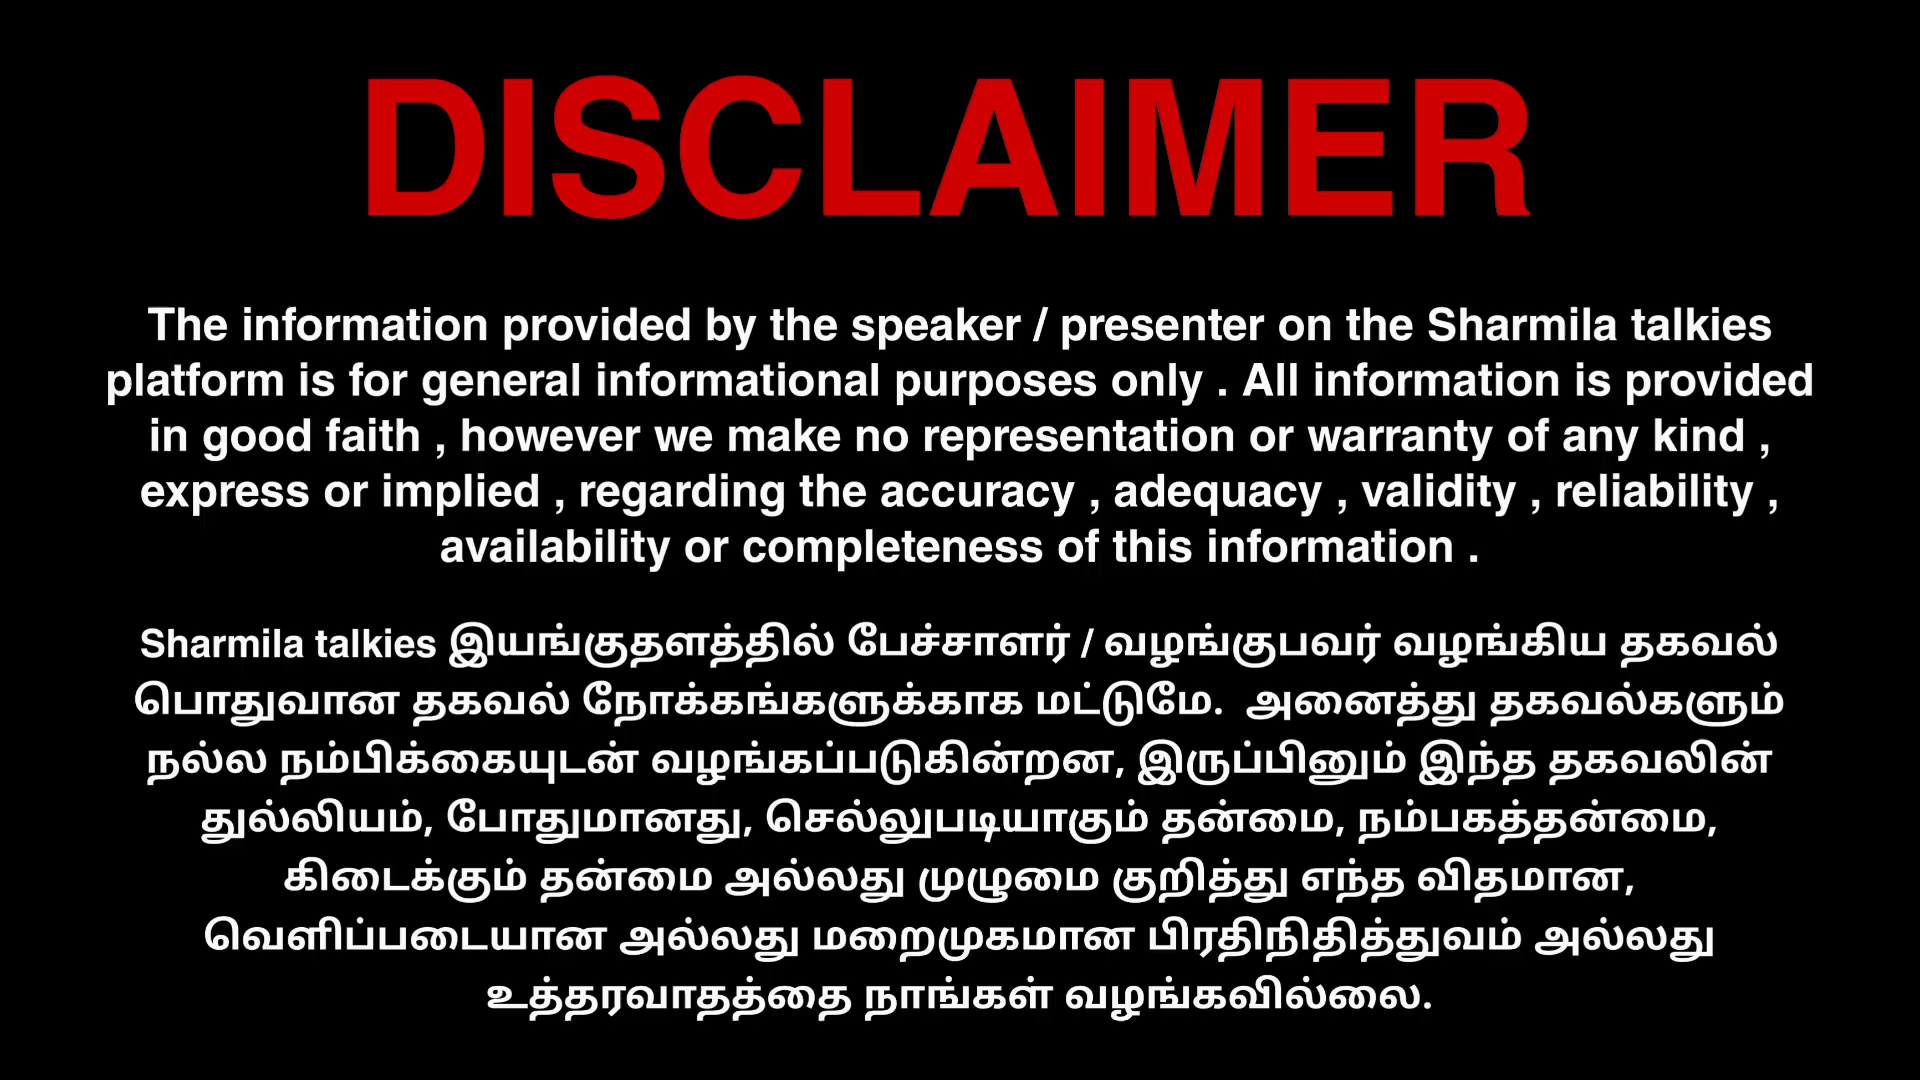 DISCLAIMER
The information provided by the speaker / presenter on the Sharmila talkies
platform is for general informational purposes only . All information is provided
in good faith , however we make no representation or warranty of any kind ,
express or implied , regarding the accuracy , adequacy , validity , reliability ,
availability or completeness of this information .
Sharmila talkies இயங்குதளத்தில் பேச்சாளர் / வழங்குபவர் வழங்கிய தகவல்
பொதுவான தகவல் நோக்கங்களுக்காக மட்டுமே.  அனைத்து தகவல்களும்
நல்ல நம்பிக்கையுடன் வழங்கப்படுகின்றன, இருப்பினும் இந்த தகவலின்
துல்லியம், போதுமானது, செல்லுபடியாகும் தன்மை, நம்பகத்தன்மை,
கிடைக்கும் தன்மை அல்லது முழுமை குறித்து எந்த விதமான,
வெளிப்படையான அல்லது மறைமுகமான பிரதிநிதித்துவம் அல்லது
உத்தரவாதத்தை நாங்கள் வழங்கவில்லை.